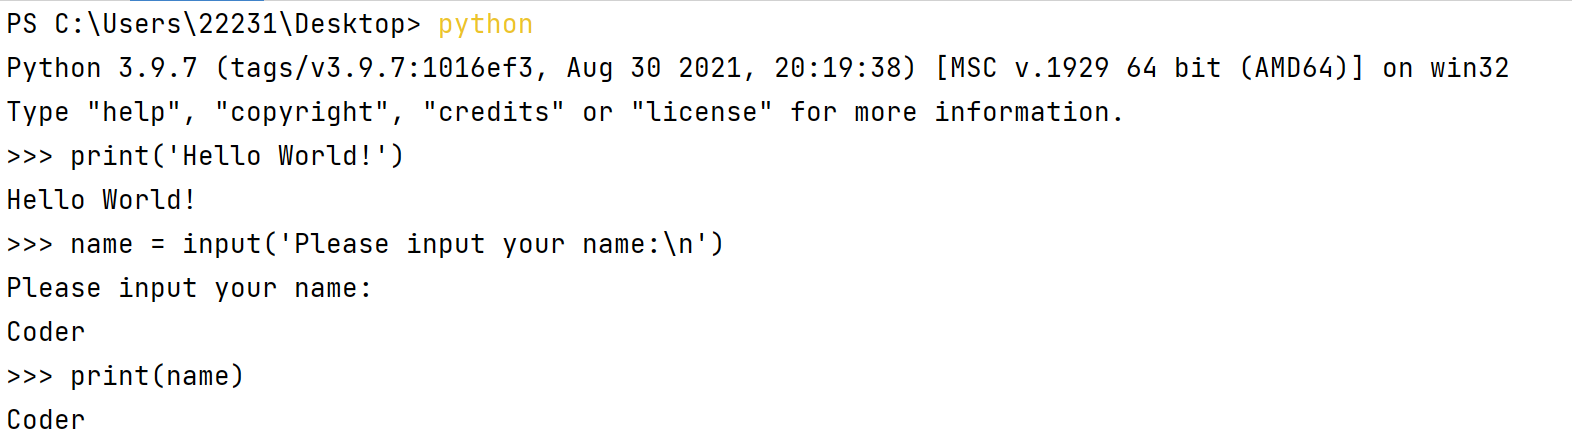 PS C:\Users\22231\Desktop> python
Python 3.9.7 (tags/v3.9.7:1016ef3, Aug 30 2021, 20:19:38) [MSC v.1929 64 bit (AMD64)] on win32
Type "help", "copyright", "credits" or "license" for more information.
>>> print('Hello World!')
Hello World!
>>> name = input('Please input your name:\n')
Please input your name:
Coder
>>> print(name)
Coder